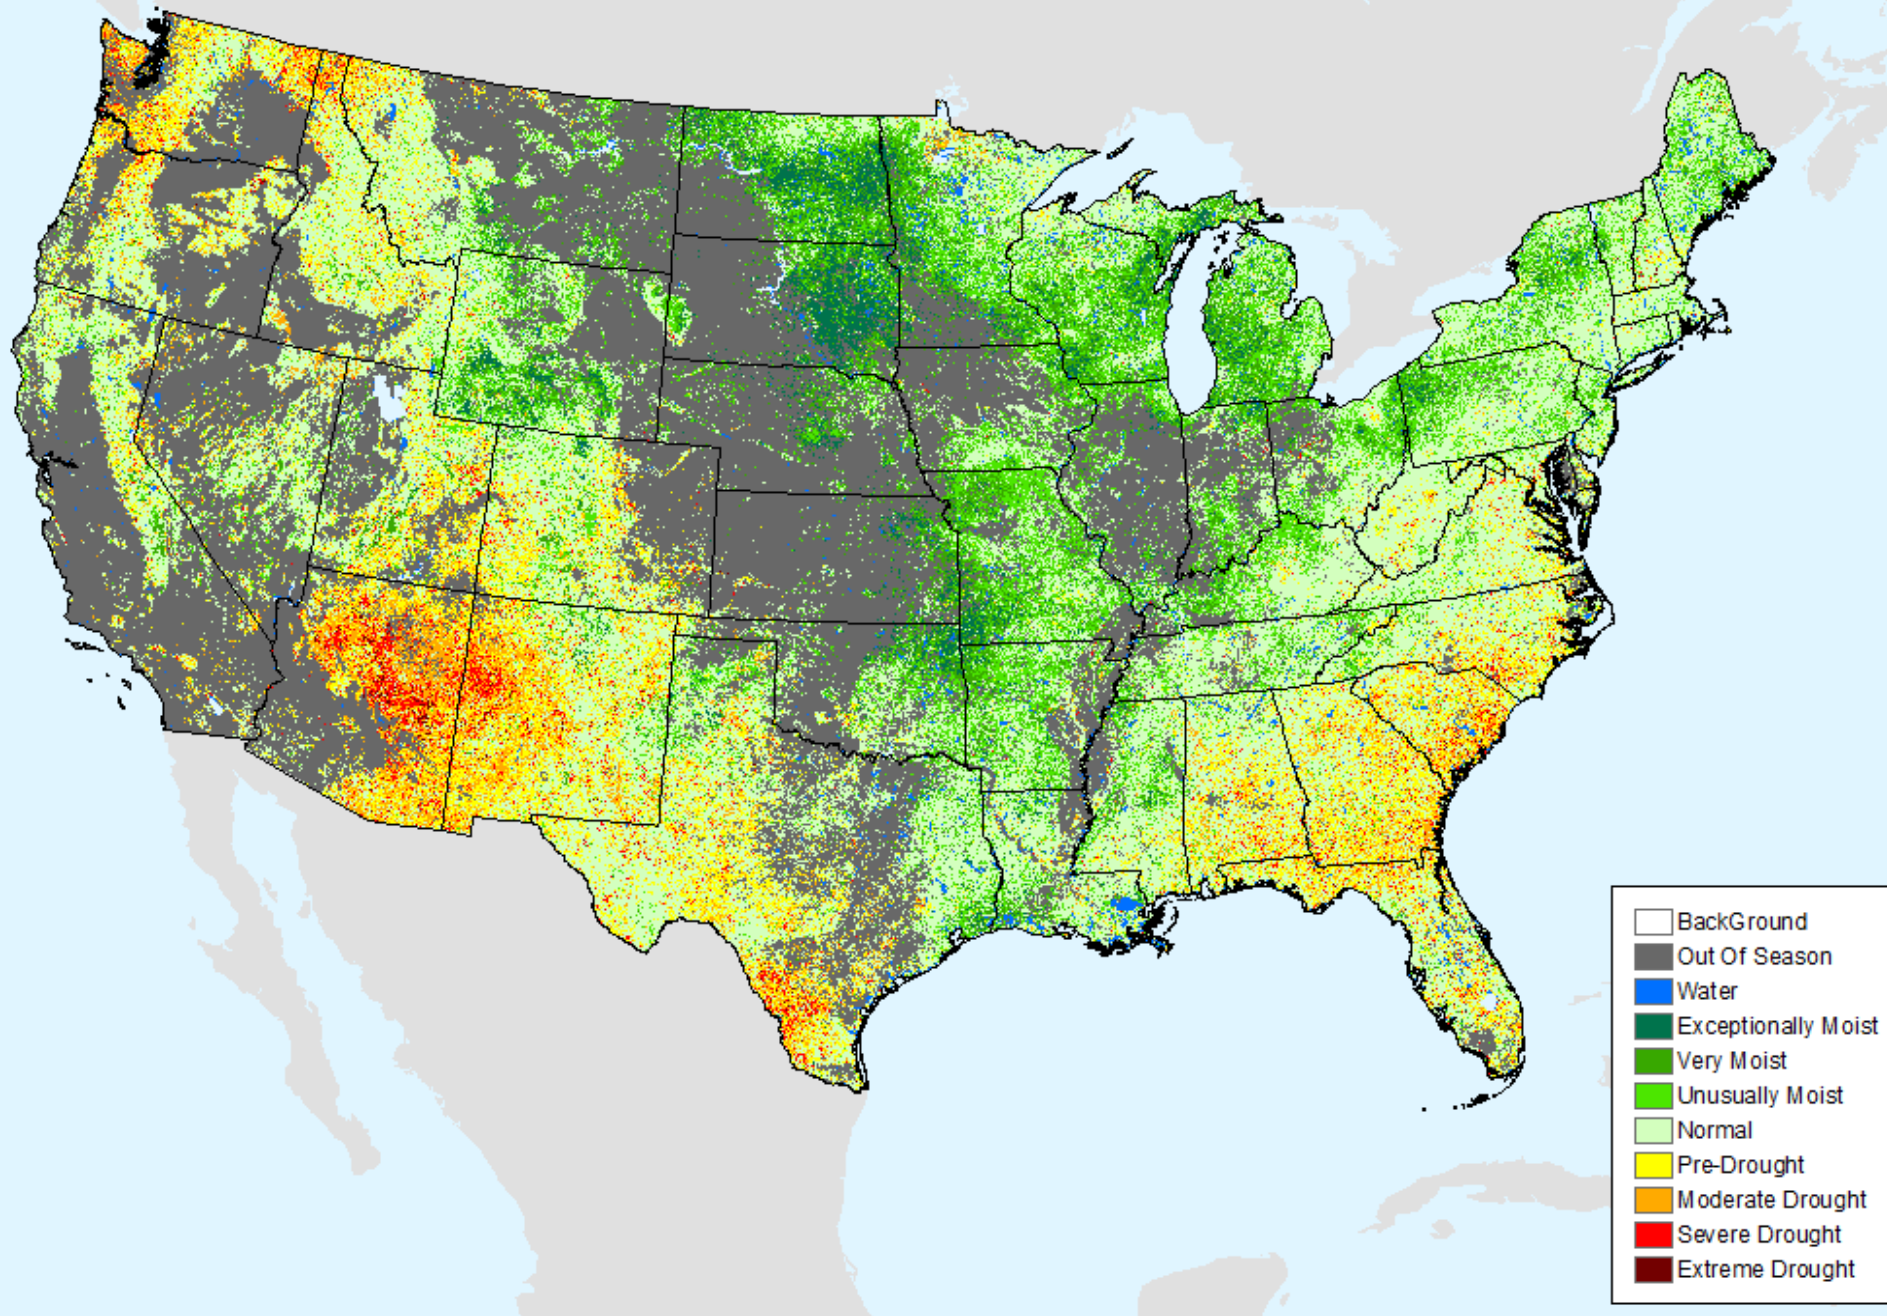 BackGround
Out Of Season
Water
Exceptionally Moist
Very Moist
Unusually Moist
Normal
Pre-Drought
Moderate Drought
Severe Drought
Extreme Drought